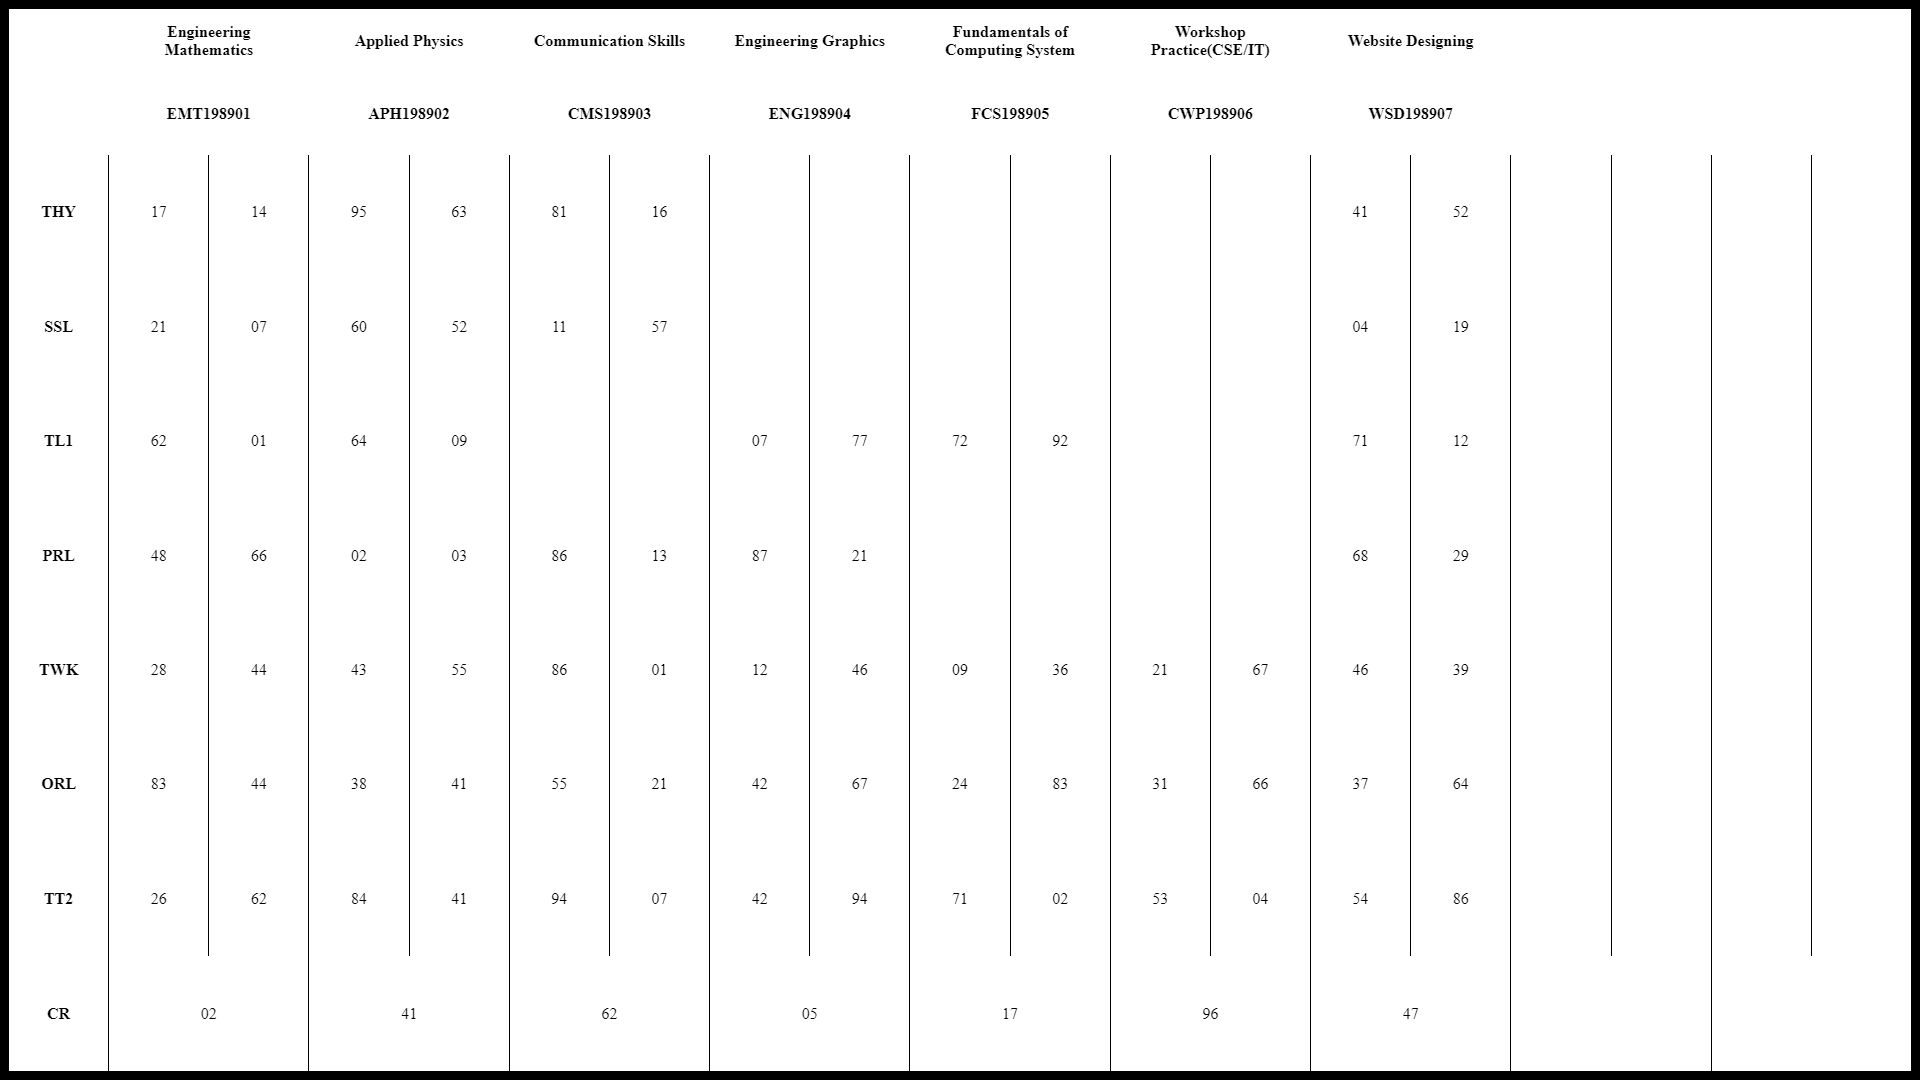 Engineering Mathematics Applied Physics Communication Skills Engineering Graphics Fundamentals of Computing System Workshop Practice(CSE/IT) Website Designing
EMT198901 APH198902 CMS198903 ENG198904 FCS198905 CWP198906 WSD198907
THY 17 14 95 63 81 16 41 52
SSL 21 07 60 52 11 57 04 19
TL1 62 01 64 09 07 77 72 92 71 12
PRL 48 66 02 03 86 13 87 21 68 29
TWK 28 44 43 55 86 01 12 46 09 36 21 67 46 39
ORL 83 44 38 41 55 21 42 67 24 83 31 66 37 64
TT2 26 62 84 41 94 07 42 94 71 02 53 04 54 86
CR 02 41 62 05 17 96 47